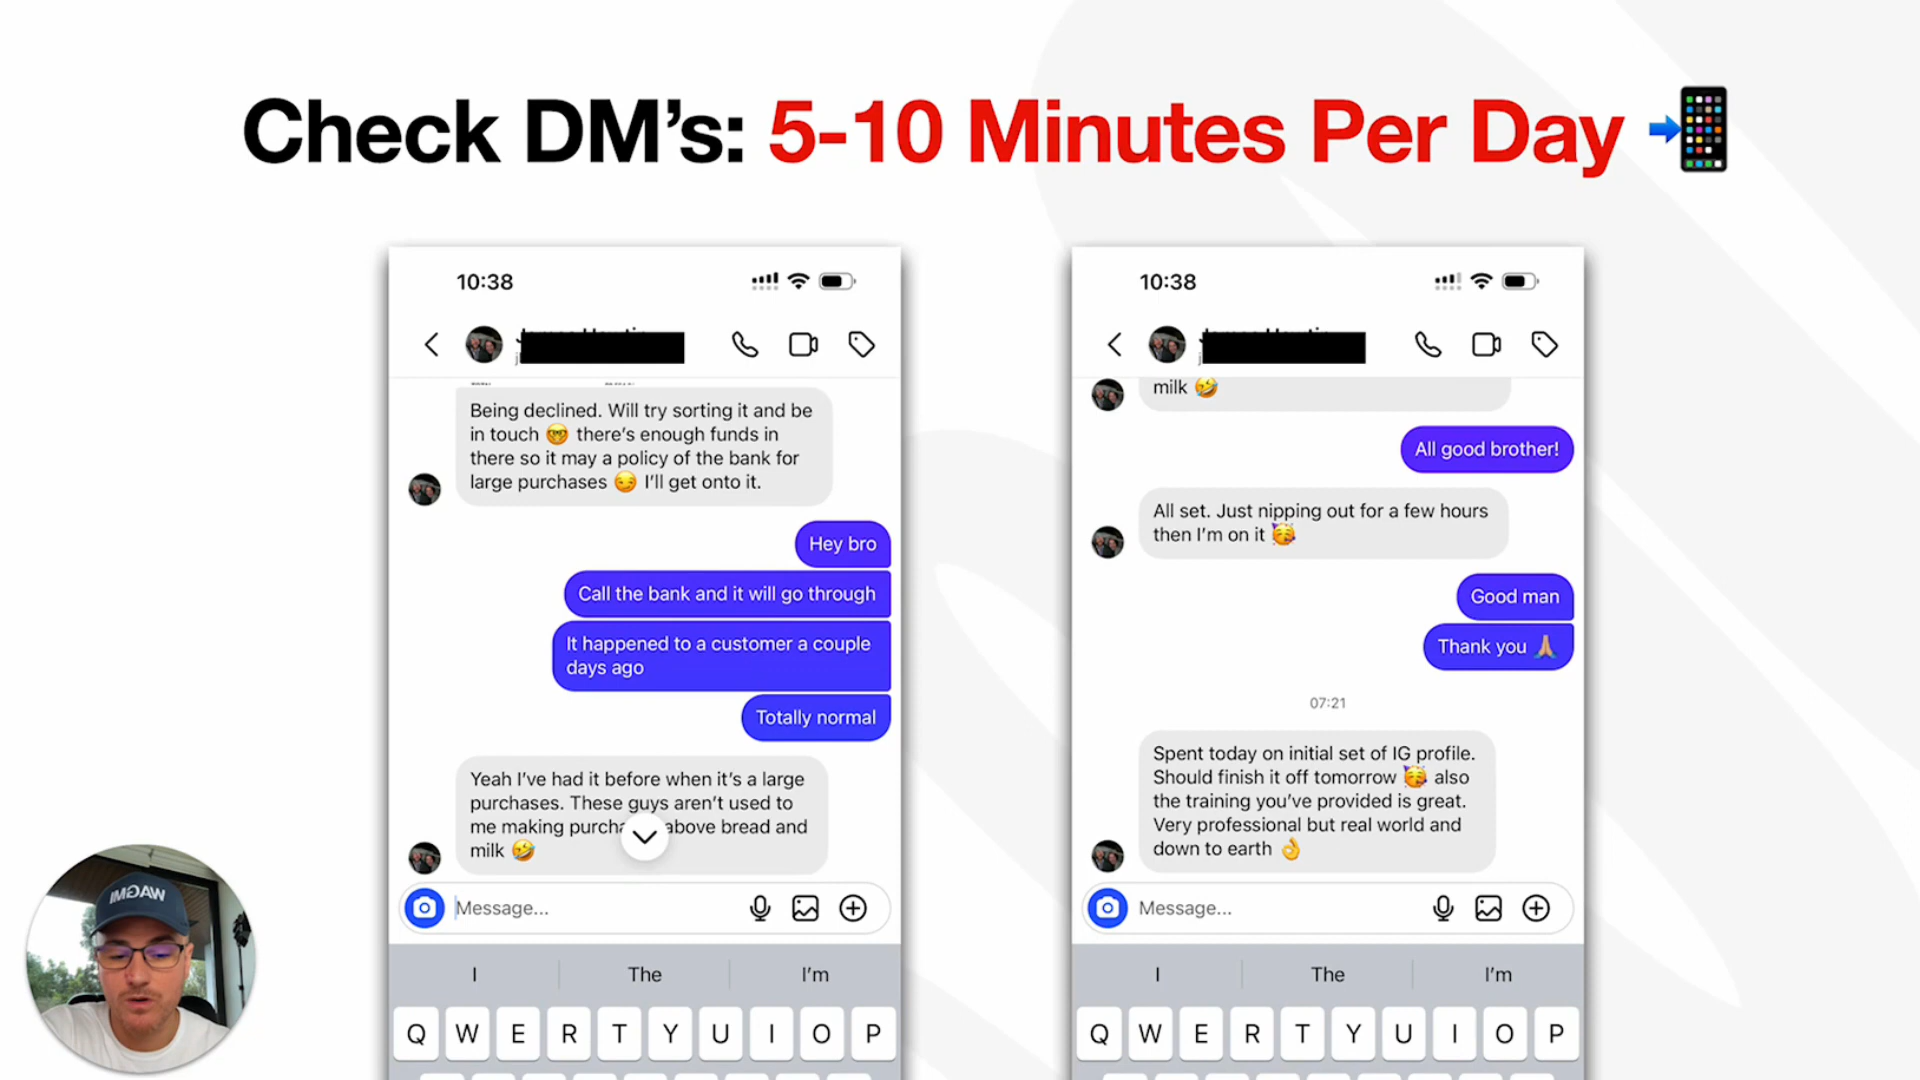 Check DM's: 5-10 Minutes Per Day
10:38
Being declined. Will try sorting it and be
in touch 🤓 there's enough funds in
there so it may a policy of the bank for
large purchases 😏 I'll get onto it.
Hey bro
Call the bank and it will go through
It happened to a customer a couple
days ago
Totally normal
Yeah I've had it before when it's a large
purchases. These guys aren't used to
me making above bread and
milk 🤣
Message...
I The I'm
Q W E R T Y U I O P
10:38
milk 🤣
All good brother!
All set. Just nipping out for a few hours
then I'm on it 🥳
Good man
Thank you 🙏🏼
07:21
Spent today on initial set of IG profile.
Should finish it off tomorrow 🥳 also
the training you've provided is great.
Very professional but real world and
down to earth 👌
Message...
I The I'm
Q W E R T Y U I O P
WAGMI